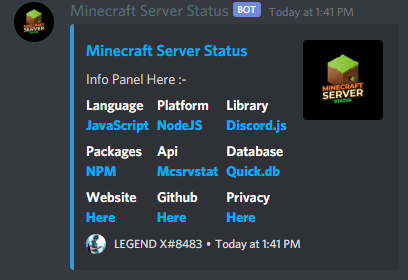 Minecraft Server Status BOT Today at 1:41 PM
Minecraft Server Status
MINECRAFT
SERVER
STATUS
Info Panel Here :-
Language Platform Library
JavaScript NodeJS Discord.js
Packages Api Database
NPM Mcsrvstat Quick.db
Website Github Privacy
Here Here Here
LEGEND X#8483 • Today at 1:41 PM